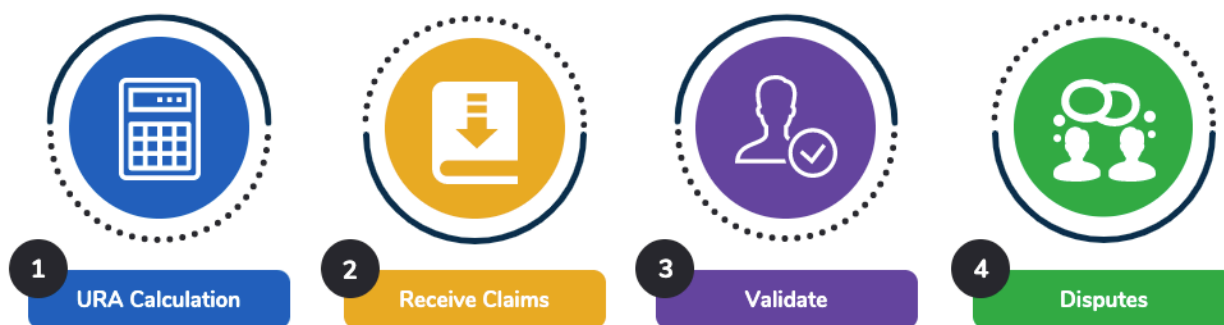 1
URA Calculation
2
Receive Claims
3
Validate
4
Disputes